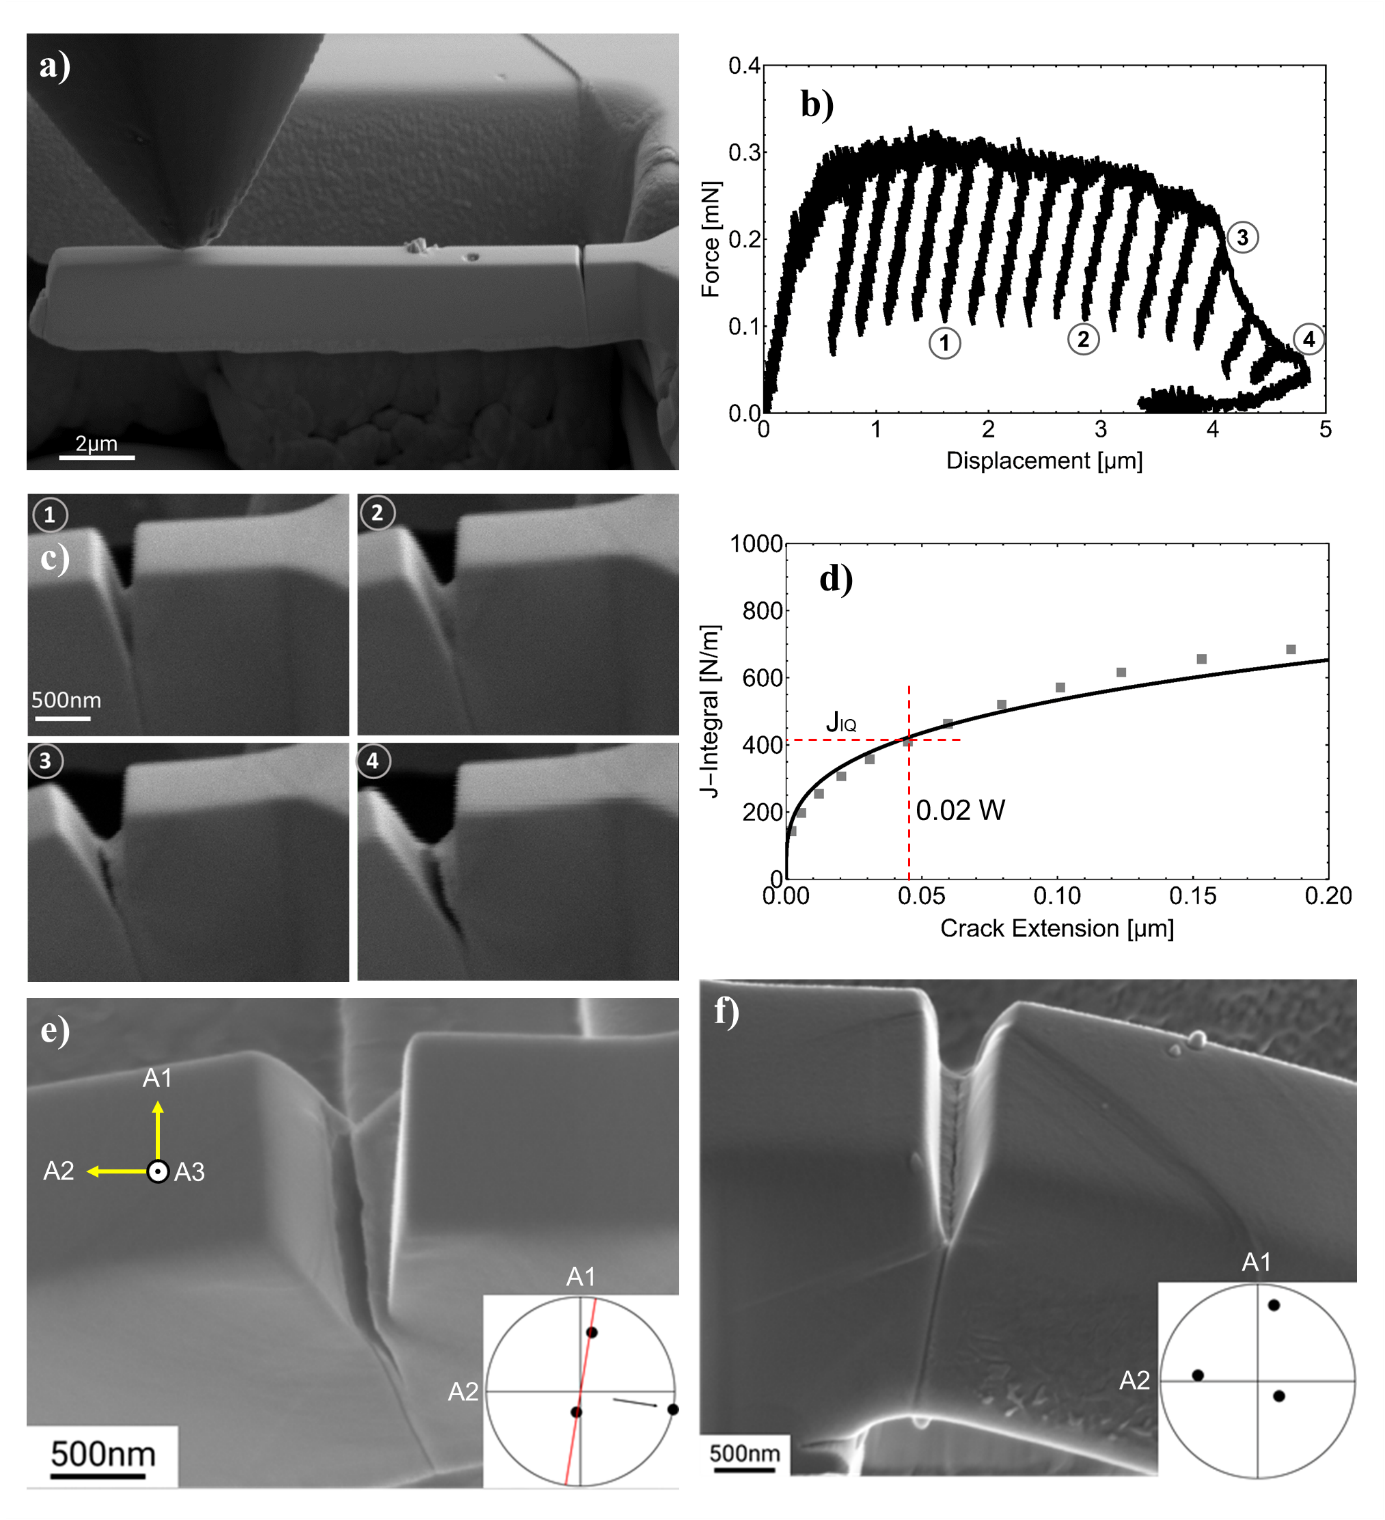 a)
2µm
b)
Force [mN]
0.4
0.3
0.2
0.1
0.0
0 1 2 3 4 5
Displacement [µm]
1
2
3
4
1
c)
500nm
2
3
4
d)
J-Integral [N/m]
1000
800
600
400
200
0
JIQ
0.02 W
0.00 0.05 0.10 0.15 0.20
Crack Extension [µm]
e)
A1
A2
A3
A1
A2
500nm
f)
A1
A2
500nm